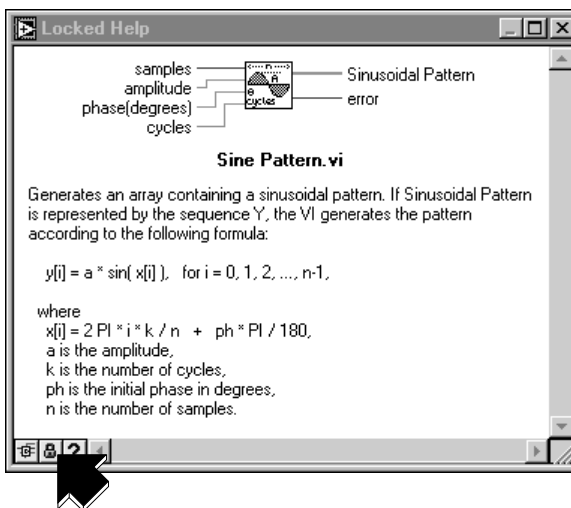 Locked Help
samples
amplitude
phase(degrees)
cycles
n
A
θ
cycles
Sinusoidal Pattern
error
Sine Pattern.vi
Generates an array containing a sinusoidal pattern. If Sinusoidal Pattern
is represented by the sequence Y, the VI generates the pattern
according to the following formula:
y[i] = a * sin( x[i] ),   for i = 0, 1, 2, ..., n-1,
where
x[i] = 2 PI * i * k / n   +   ph * PI / 180,
a is the amplitude,
k is the number of cycles,
ph is the initial phase in degrees,
n is the number of samples.
?